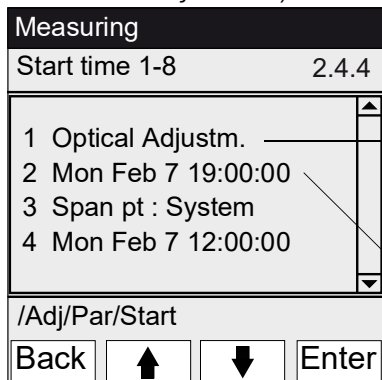 Measuring
Start time 1-8 2.4.4
1 Optical Adjustm.
2 Mon Feb 7 19:00:00
3 Span pt : System
4 Mon Feb 7 12:00:00
/Adj/Par/Start
Back Enter